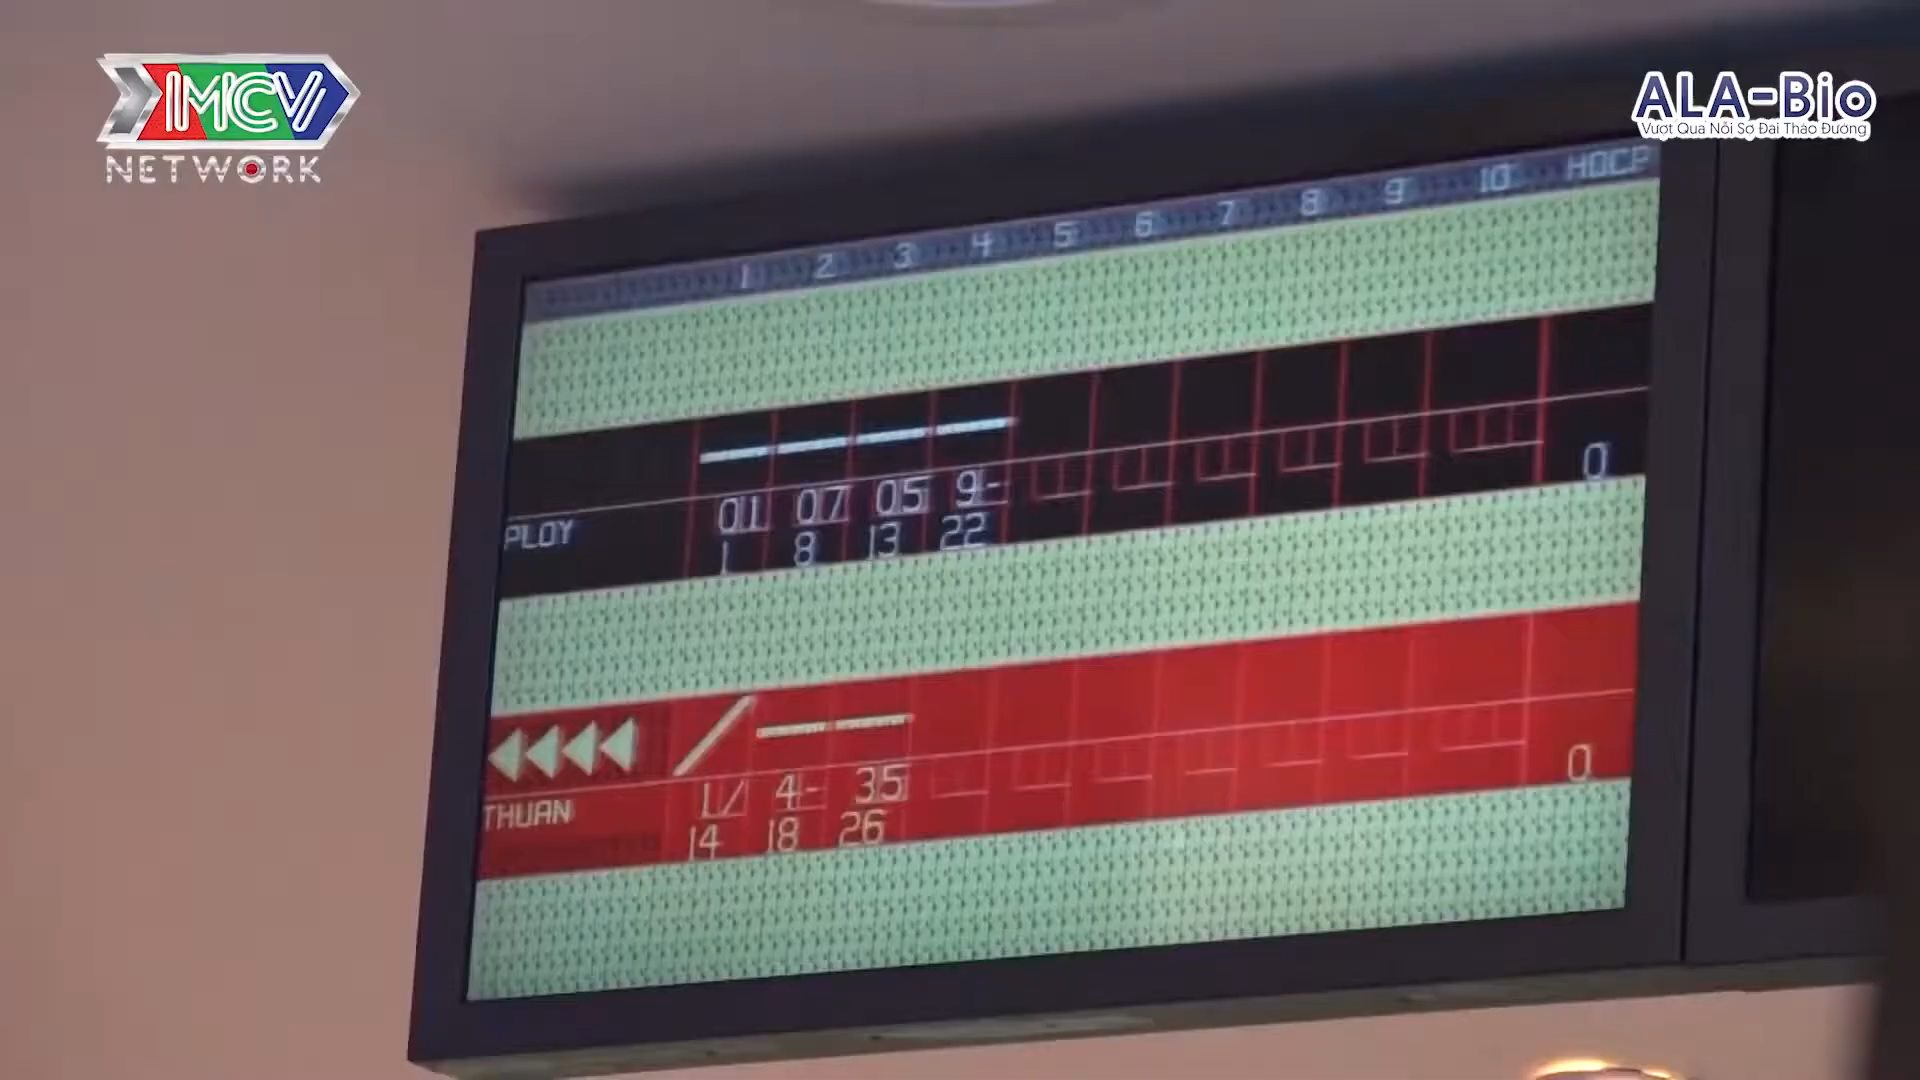 MCV
NETWORK
ALA-Bio
Vượt Qua Nỗi Sợ Đái Tháo Đường
1 2 3 4 5 6 7 8 9 10 HDCP
PLOY
01 07 05 9- 0
1 8 13 22
THUAN
1/ 4- 35 0
14 18 26